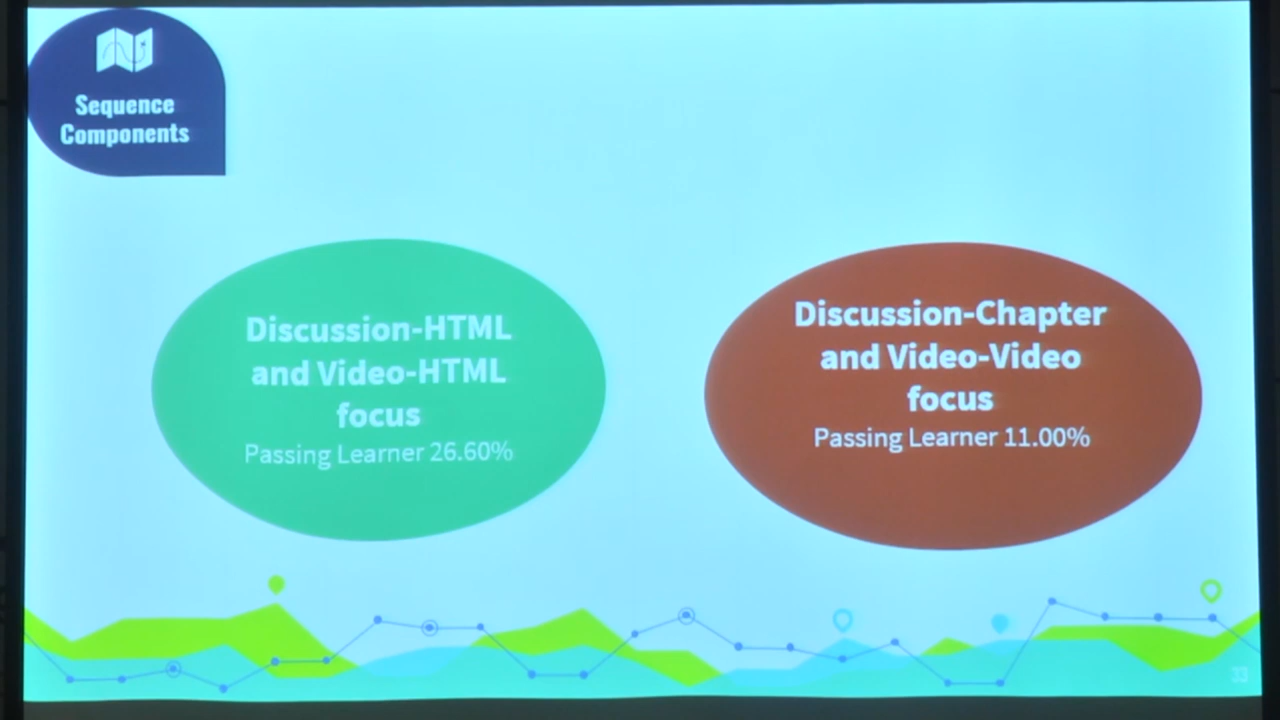 Sequence
Components
Discussion-HTML
and Video-HTML
focus
Passing Learner 26.60%
Discussion-Chapter
and Video-Video
focus
Passing Learner 11.00%
33